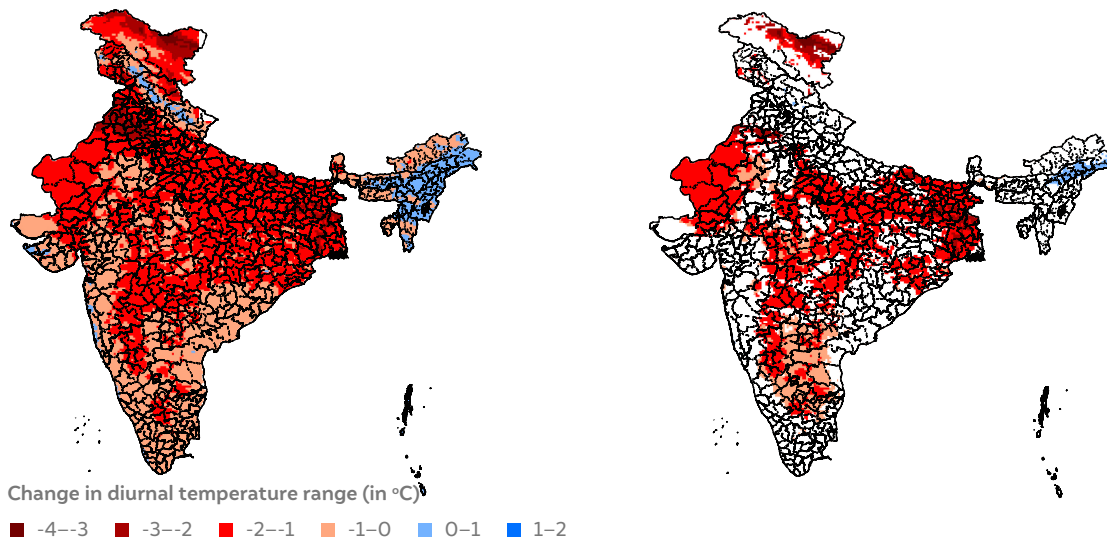 Change in diurnal temperature range (in °C)
-4–-3 -3–-2 -2–-1 -1–0 0–1 1–2